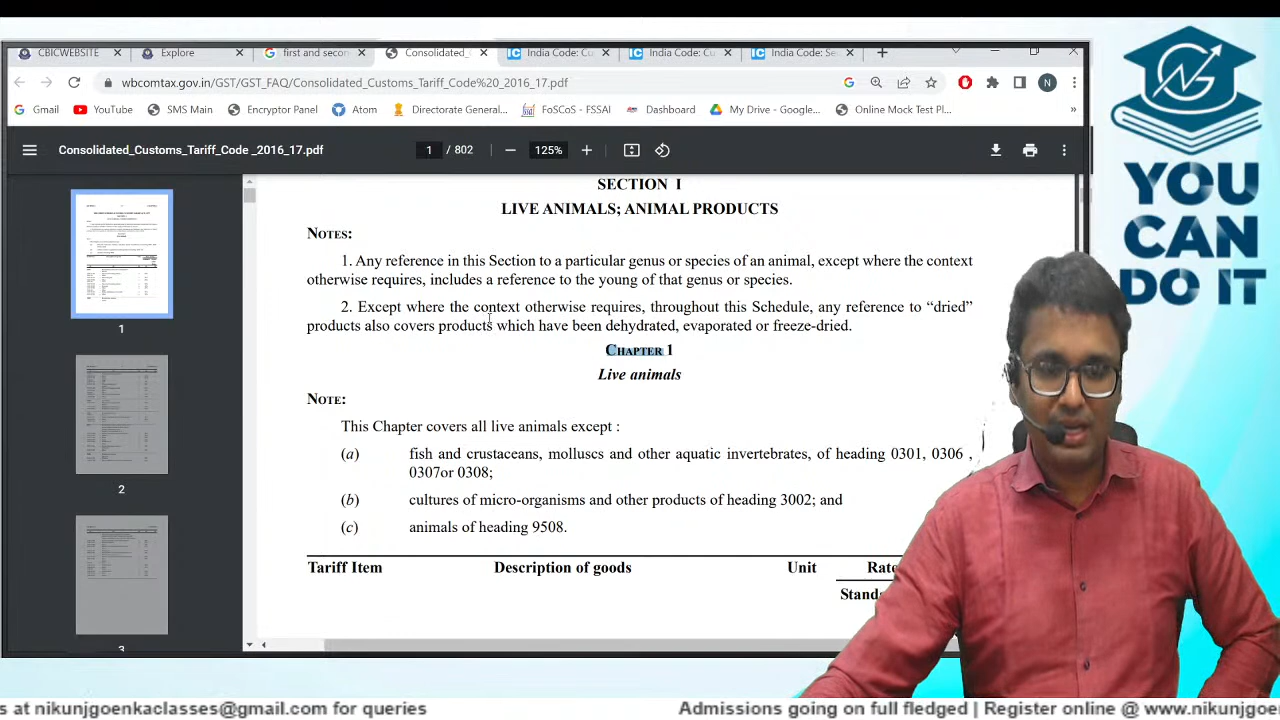 CBICWEBSITE
Explore
first and secon
Consolidated_
India Code: Cu
India Code: Cu
India Code: Se
wbcomtax.gov.in/GST/GST_FAQ/Consolidated_Customs_Tariff_Code%20_2016_17.pdf
N
Gmail
YouTube
SMS Main
Encryptor Panel
Atom
Directorate Gene
FoSCoS - FSSAI
Dashboard
My Drive - Google...
Online Mock Test Pl...
»
Consolidated_Customs_Tariff_Code _2016_17.pdf
1 / 802
125%
1
2
3
SECTION I
LIVE ANIMALS; ANIMAL PRODUCTS
NOTES:
1. Any reference in this Section to a particular genus or species of an animal, except where the context
otherwise requires, includes a reference to the young of that genus or species.
2. Except where the context otherwise requires, throughout this Schedule, any reference to “dried”
products also covers products which have been dehydrated, evaporated or freeze-dried.
CHAPTER 1
Live animals
NOTE:
This Chapter covers all live animals except :
(a) fish and crustaceans, molluscs and other aquatic invertebrates, of heading 0301, 0306 ,
0307or 0308;
(b) cultures of micro-organisms and other products of heading 3002; and
(c) animals of heading 9508.
Tariff Item Description of goods Unit Rate
Standa
NG
YOU
CAN
DO IT
s at nikunjgoenkaclasses@gmail.com for queries
Admissions going on full fledged | Register online @ www.nikunjgoen